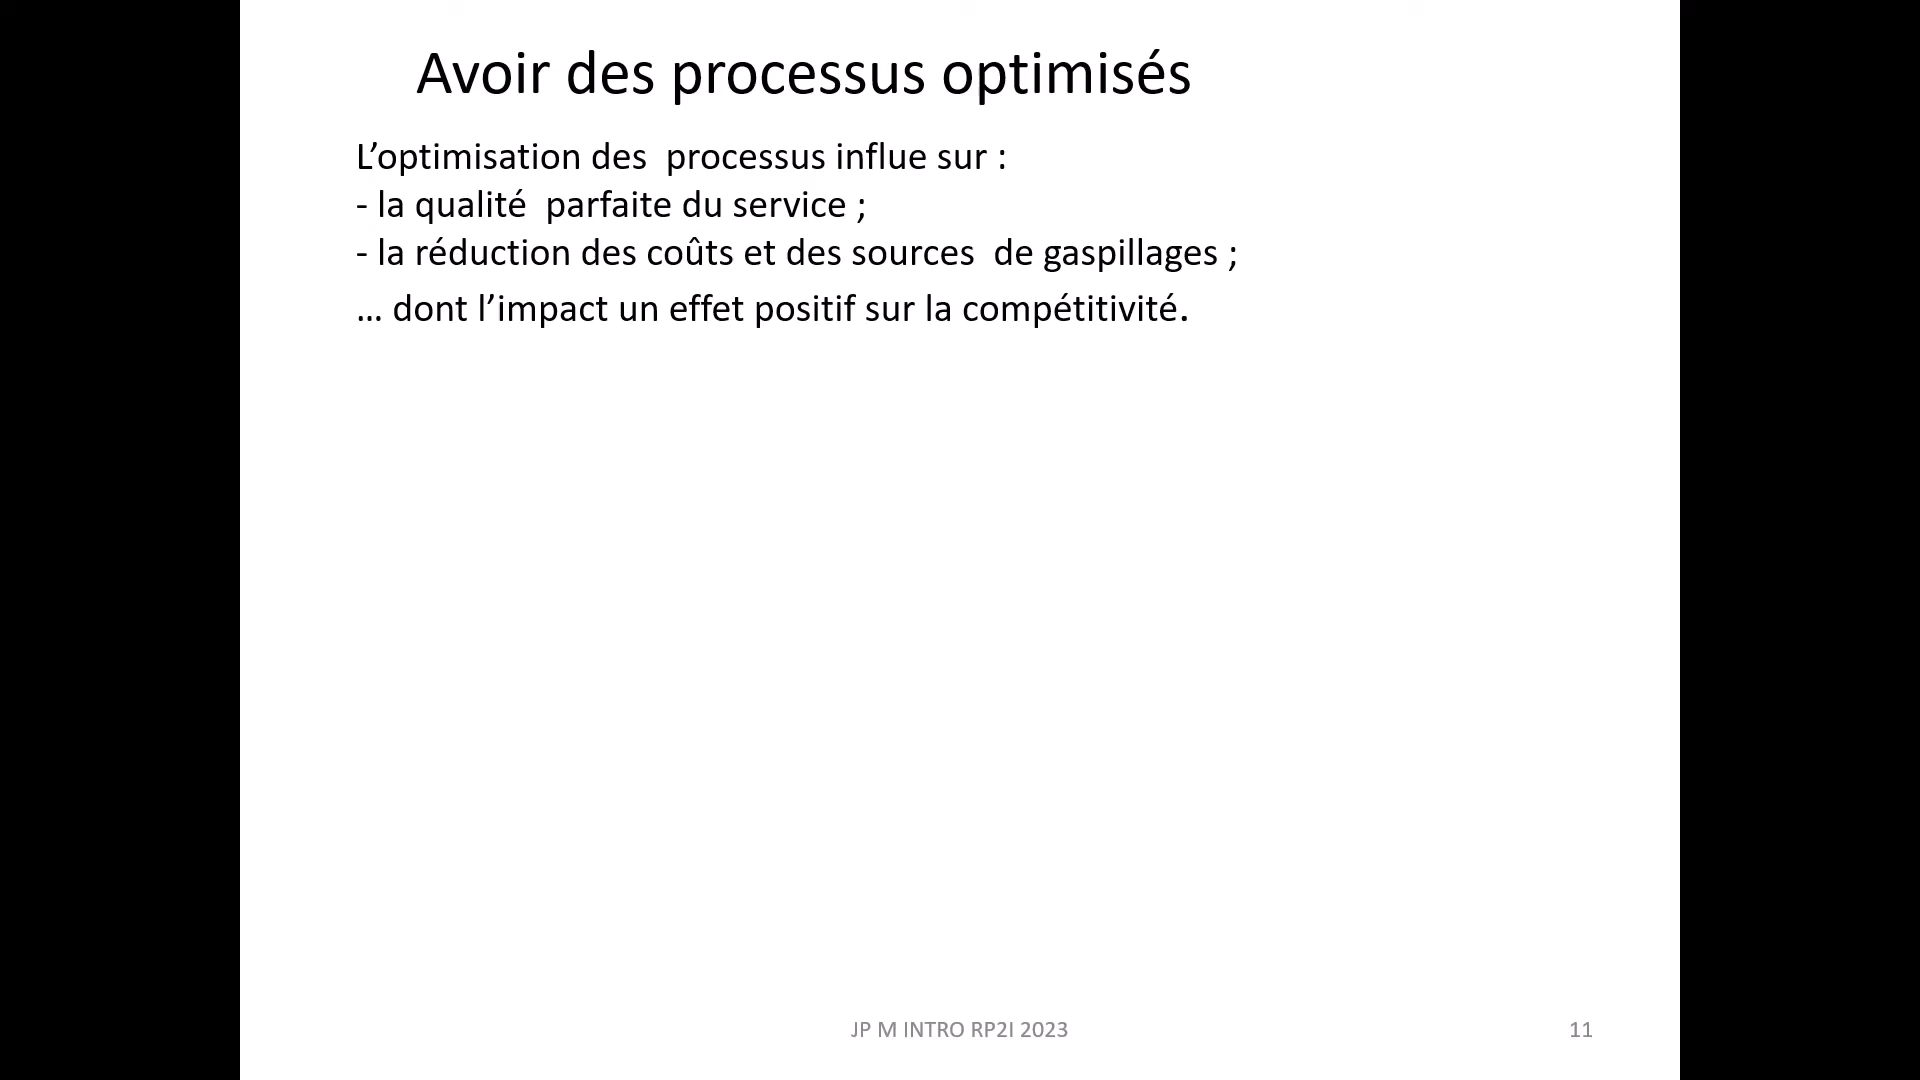 Avoir des processus optimisés
L’optimisation des  processus influe sur :
- la qualité  parfaite du service ;
- la réduction des coûts et des sources  de gaspillages ;
… dont l’impact un effet positif sur la compétitivité.
JP M INTRO RP2I 2023
11